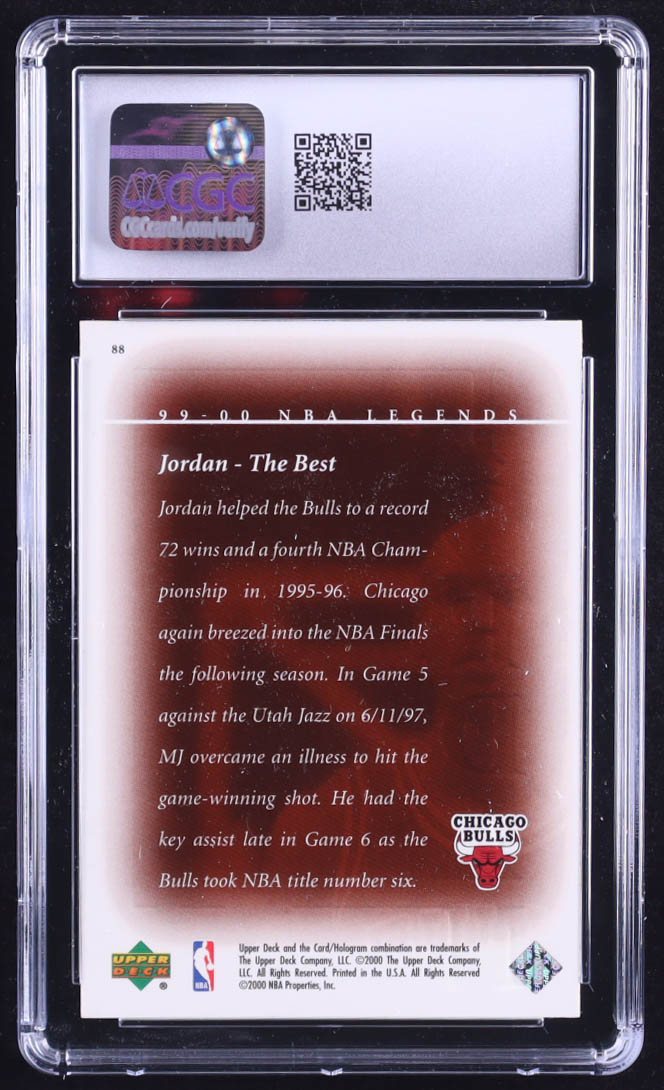 CGC
CGCcards.com/verify
88
99-00 NBA LEGENDS
Jordan - The Best
Jordan helped the Bulls to a record
72 wins and a fourth NBA Cham-
pionship in 1995-96. Chicago
again breezed into the NBA Finals
the following season. In Game 5
against the Utah Jazz on 6/11/97,
MJ overcame an illness to hit the
game-winning shot. He had the
key assist late in Game 6 as the
Bulls took NBA title number six.
CHICAGO
BULLS
UPPER
DECK
®
NBA
Upper Deck and the Card/Hologram combination are trademarks of
The Upper Deck Company, LLC. ©2000 The Upper Deck Company,
LLC. All Rights Reserved. Printed in the U.S.A. All Rights Reserved
©2000 NBA Properties, Inc.